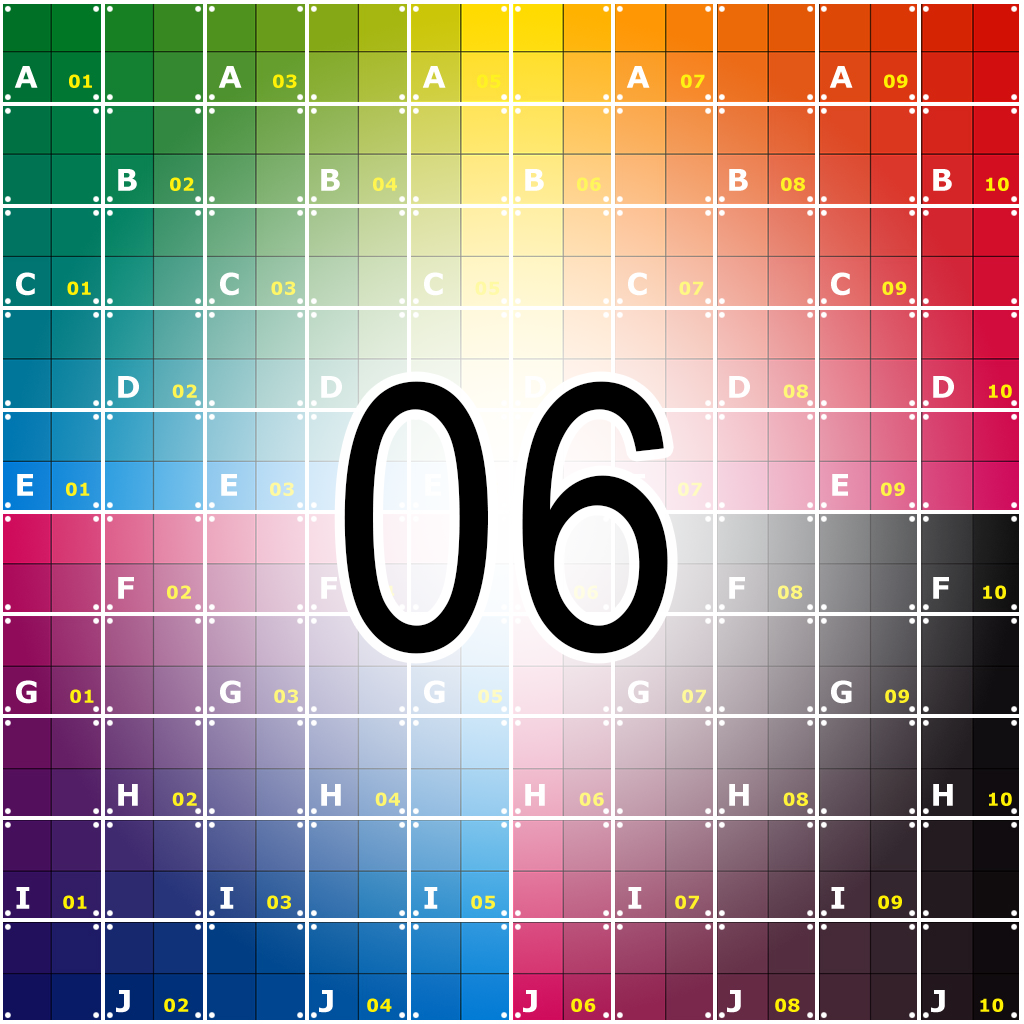 A 01 A 03 A 05 A 07 A 09
B 02 B 04 B 06 B 08 B 10
C 01 C 03 C 05 C 07 C 09
D 02 D D D 08 D 10
E 01 E 03 E 07 E 09
06
F 02 F 06 F 08 F 10
G 01 G 03 G 05 G 07 G 09
H 02 H 04 H 06 H 08 H 10
I 01 I 03 I 05 I 07 I 09
J 02 J 04 J 06 J 08 J 10